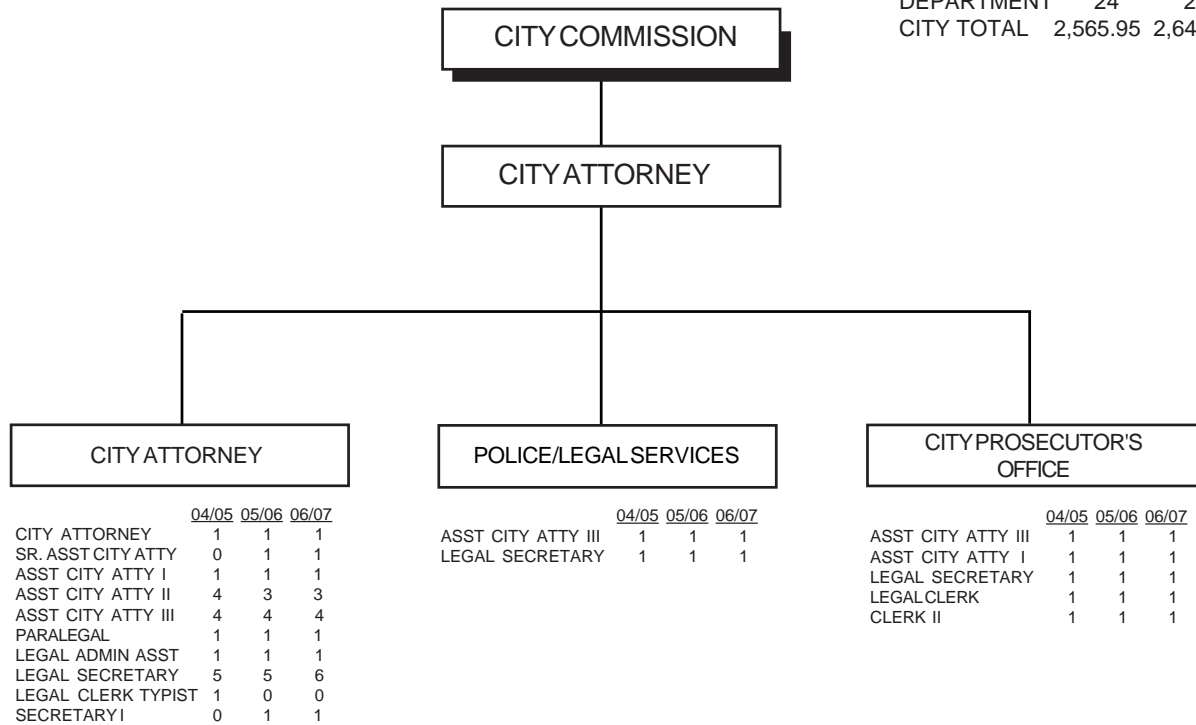 DEPARTMENT 24 2
CITY TOTAL 2,565.95 2,64
CITY COMMISSION
CITY ATTORNEY
CITY ATTORNEY
04/05 05/06 06/07
CITY ATTORNEY 1 1 1
SR. ASST CITY ATTY 0 1 1
ASST CITY ATTY I 1 1 1
ASST CITY ATTY II 4 3 3
ASST CITY ATTY III 4 4 4
PARALEGAL 1 1 1
LEGAL ADMIN ASST 1 1 1
LEGAL SECRETARY 5 5 6
LEGAL CLERK TYPIST 1 0 0
SECRETARY I 0 1 1
POLICE/LEGAL SERVICES
04/05 05/06 06/07
ASST CITY ATTY III 1 1 1
LEGAL SECRETARY 1 1 1
CITY PROSECUTOR'S
OFFICE
04/05 05/06 06/07
ASST CITY ATTY III 1 1 1
ASST CITY ATTY I 1 1 1
LEGAL SECRETARY 1 1 1
LEGAL CLERK 1 1 1
CLERK II 1 1 1